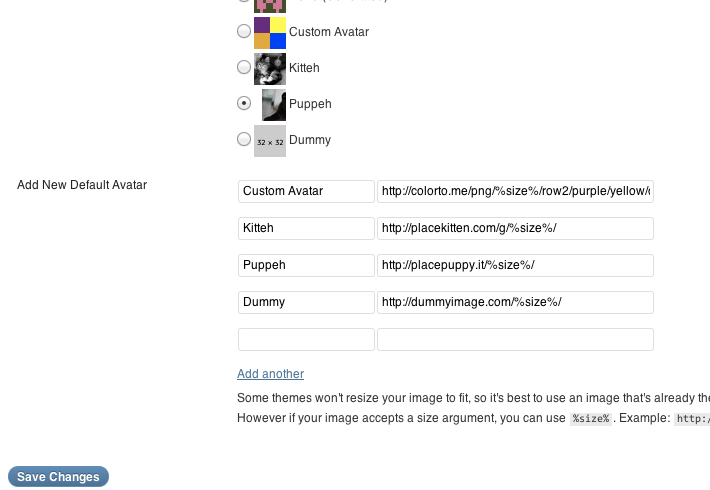 Custom Avatar
Kitteh
Puppeh
32 × 32 Dummy
Add New Default Avatar
Custom Avatar http://colorto.me/png/%size%/row2/purple/yellow/
Kitteh http://placekitten.com/g/%size%/
Puppeh http://placepuppy.it/%size%/
Dummy http://dummyimage.com/%size%/
Add another
Some themes won't resize your image to fit, so it's best to use an image that's already
However if your image accepts a size argument, you can use %size% . Example: http:/
Save Changes